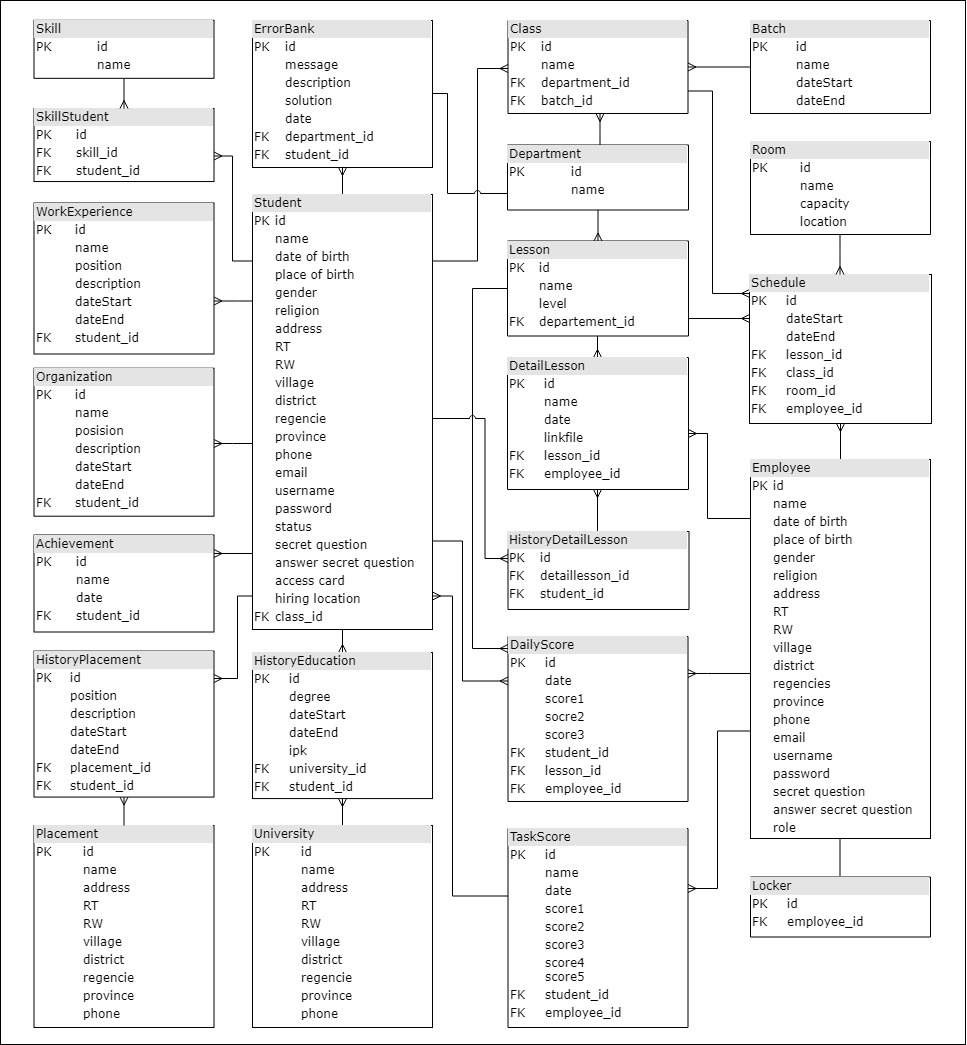 Skill
PK id
name
SkillStudent
PK id
FK skill_id
FK student_id
WorkExperience
PK id
name
position
description
dateStart
dateEnd
FK student_id
Organization
PK id
name
posision
description
dateStart
dateEnd
FK student_id
Achievement
PK id
name
date
FK student_id
HistoryPlacement
PK id
position
description
dateStart
dateEnd
FK placement_id
FK student_id
Placement
PK id
name
address
RT
RW
village
district
regencie
province
phone
ErrorBank
PK id
message
description
solution
date
FK department_id
FK student_id
Student
PK id
name
date of birth
place of birth
gender
religion
address
RT
RW
village
district
regencie
province
phone
email
username
password
status
secret question
answer secret question
access card
hiring location
FK class_id
HistoryEducation
PK id
degree
dateStart
dateEnd
ipk
FK university_id
FK student_id
University
PK id
name
address
RT
RW
village
district
regencie
province
phone
Class
PK id
name
FK department_id
FK batch_id
Department
PK id
name
Lesson
PK id
name
level
FK departement_id
DetailLesson
PK id
name
date
linkfile
FK lesson_id
FK employee_id
HistoryDetailLesson
PK id
FK detaillesson_id
FK student_id
DailyScore
PK id
date
score1
socre2
score3
FK student_id
FK lesson_id
FK employee_id
TaskScore
PK id
name
date
score1
score2
score3
score4
score5
FK student_id
FK employee_id
Batch
PK id
name
dateStart
dateEnd
Room
PK id
name
capacity
location
Schedule
PK id
dateStart
dateEnd
FK lesson_id
FK class_id
FK room_id
FK employee_id
Employee
PK id
name
date of birth
place of birth
gender
religion
address
RT
RW
village
district
regencies
province
phone
email
username
password
secret question
answer secret question
role
Locker
PK id
FK employee_id